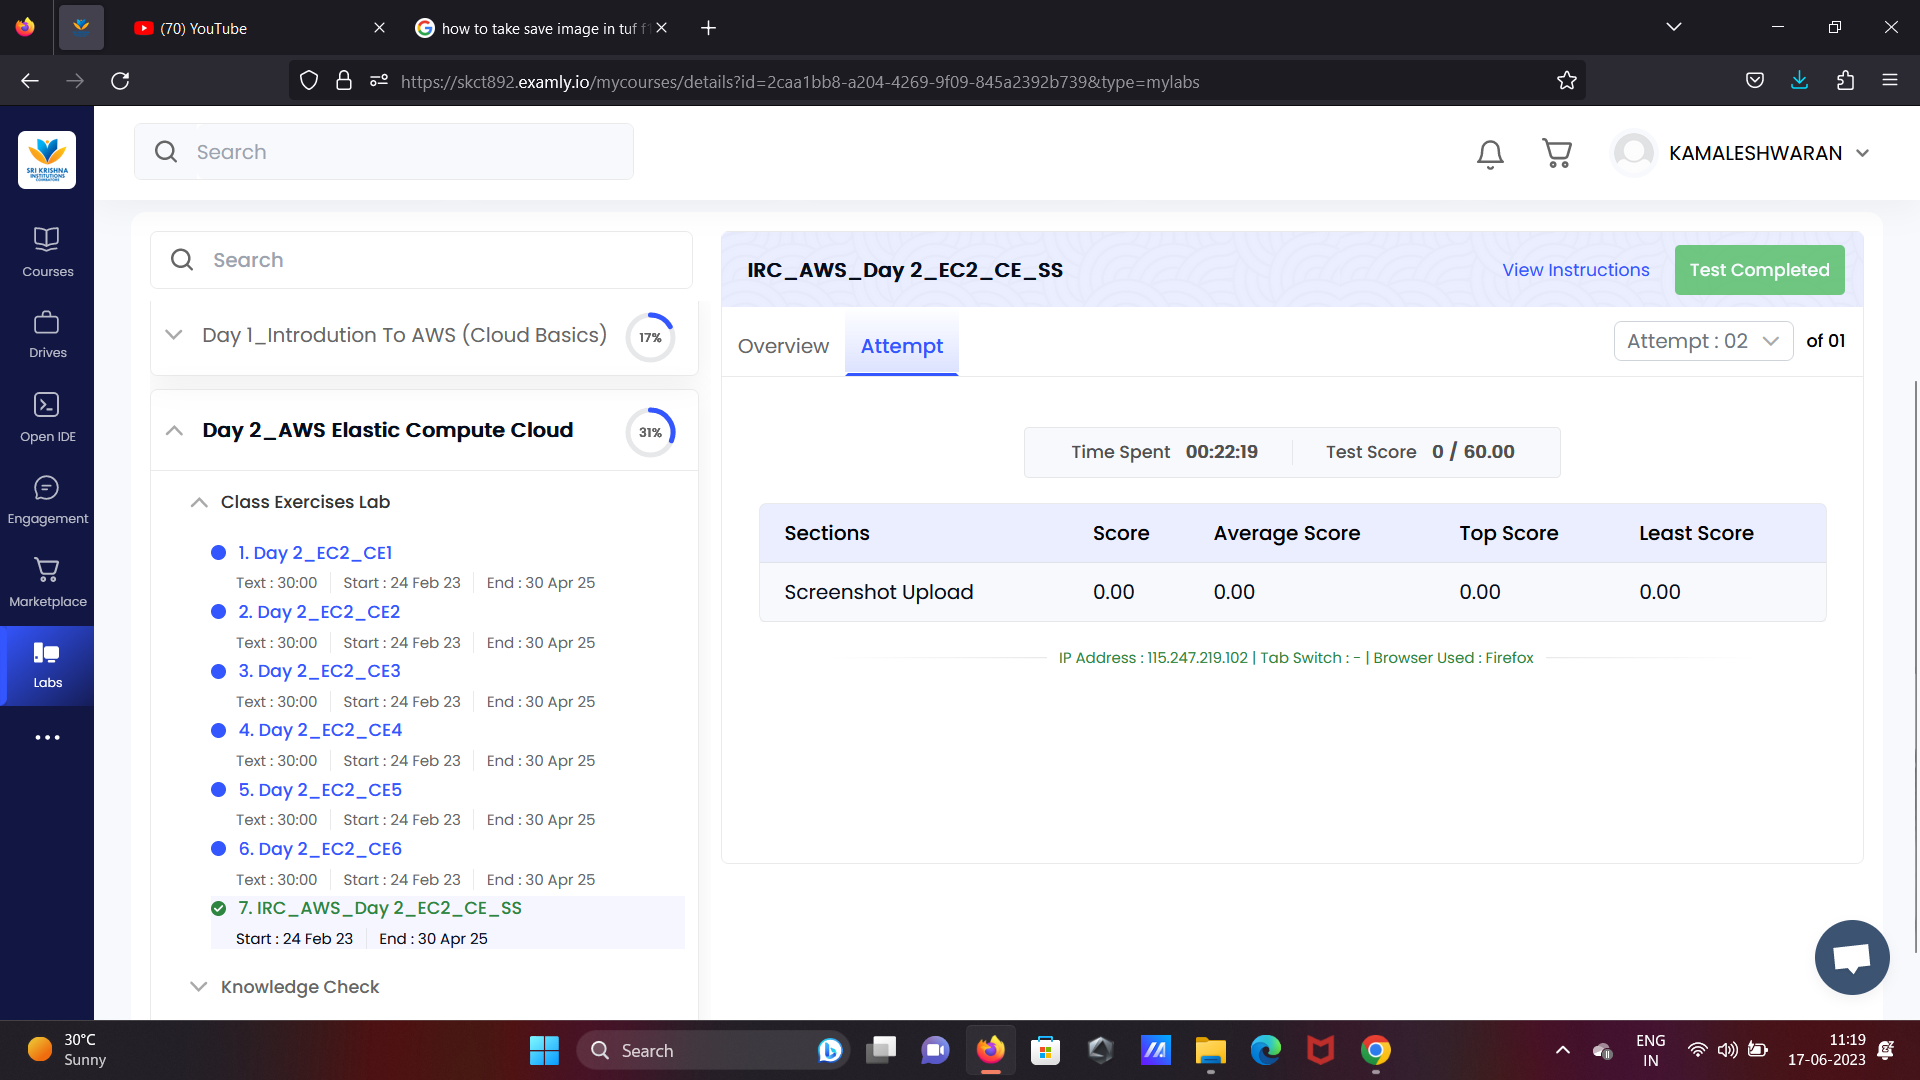 (70) YouTube
how to take save image in tuf f1
https://skct892.examly.io/mycourses/details?id=2caa1bb8-a204-4269-9f09-845a2392b739&type=mylabs
SRI KRISHNA
INSTITUTIONS
COIMBATORE
Search
KAMALESHWARAN
Courses
Drives
Open IDE
Engagement
Marketplace
Labs
Search
Day 1_Introdution To AWS (Cloud Basics)
17%
Day 2_AWS Elastic Compute Cloud
31%
Class Exercises Lab
1. Day 2_EC2_CE1
Text : 30:00 Start : 24 Feb 23 End : 30 Apr 25
2. Day 2_EC2_CE2
Text : 30:00 Start : 24 Feb 23 End : 30 Apr 25
3. Day 2_EC2_CE3
Text : 30:00 Start : 24 Feb 23 End : 30 Apr 25
4. Day 2_EC2_CE4
Text : 30:00 Start : 24 Feb 23 End : 30 Apr 25
5. Day 2_EC2_CE5
Text : 30:00 Start : 24 Feb 23 End : 30 Apr 25
6. Day 2_EC2_CE6
Text : 30:00 Start : 24 Feb 23 End : 30 Apr 25
7. IRC_AWS_Day 2_EC2_CE_SS
Start : 24 Feb 23 End : 30 Apr 25
Knowledge Check
IRC_AWS_Day 2_EC2_CE_SS
View Instructions
Test Completed
Overview
Attempt
Attempt : 02 of 01
Time Spent 00:22:19 Test Score 0 / 60.00
Sections Score Average Score Top Score Least Score
Screenshot Upload 0.00 0.00 0.00 0.00
IP Address : 115.247.219.102 | Tab Switch : - | Browser Used : Firefox
30°C
Sunny
Search
ENG
IN
11:19
17-06-2023